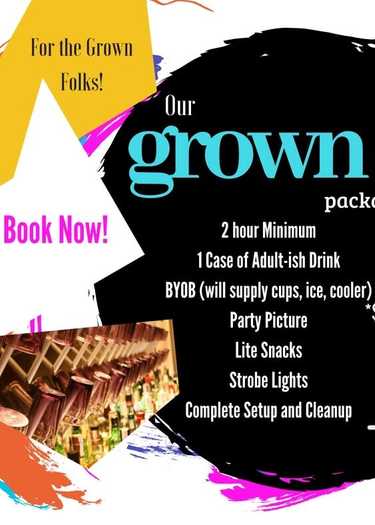 For the Grown
Folks!
Our
grown
Book Now!
2 hour Minimum
1 Case of Adult-ish Drink
BYOB (will supply cups, ice, cooler)
Party Picture
Lite Snacks
Strobe Lights
Complete Setup and Cleanup